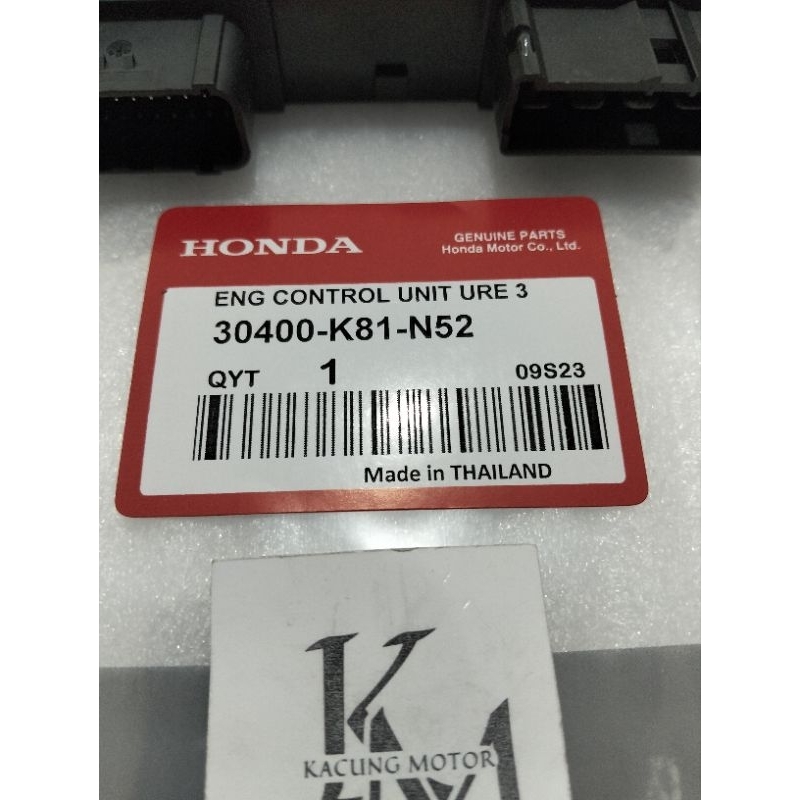 HONDA
GENUINE PARTS
Honda Motor Co., Ltd.
ENG CONTROL UNIT URE 3
30400-K81-N52
QYT 1 09S23
Made in THAILAND
KM
KACUNG MOTOR